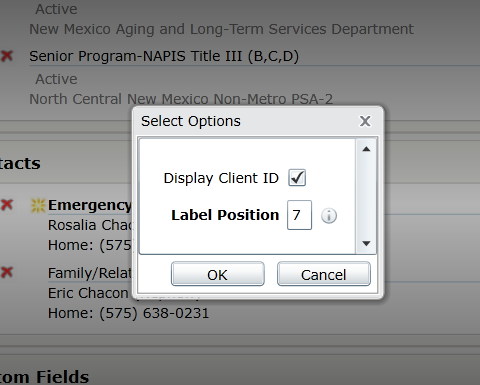 Active
New Mexico Aging and Long-Term Services Department
Senior Program-NAPIS Title III (B,C,D)
Active
North Central New Mexico Non-Metro PSA-2
Select Options
Display Client ID
Label Position 7
OK Cancel
tacts
Emergency
Rosalia Chac
Home: (575)
Family/Relat
Eric Chacon
Home: (575) 638-0231
tom Fields